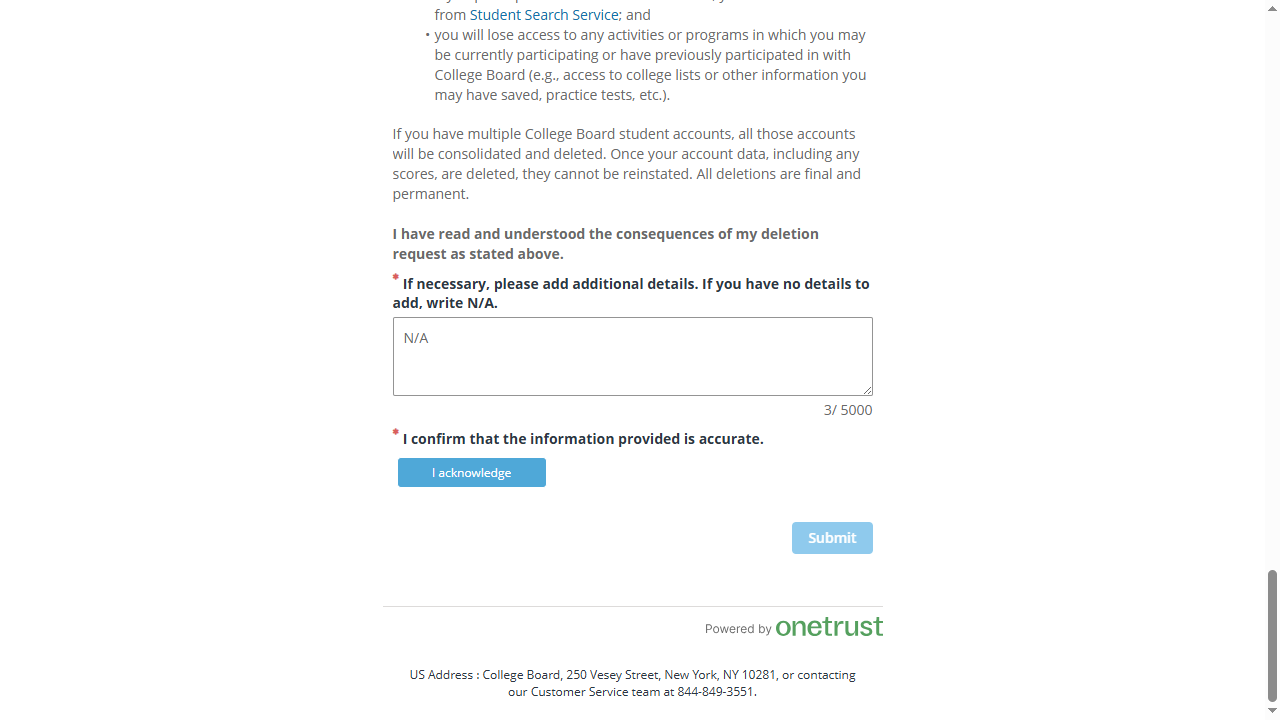 from Student Search Service; and
• you will lose access to any activities or programs in which you may
be currently participating or have previously participated in with
College Board (e.g., access to college lists or other information you
may have saved, practice tests, etc.).
If you have multiple College Board student accounts, all those accounts
will be consolidated and deleted. Once your account data, including any
scores, are deleted, they cannot be reinstated. All deletions are final and
permanent.
I have read and understood the consequences of my deletion
request as stated above.
* If necessary, please add additional details. If you have no details to
add, write N/A.
N/A
3/ 5000
* I confirm that the information provided is accurate.
I acknowledge
Submit
Powered by onetrust
US Address : College Board, 250 Vesey Street, New York, NY 10281, or contacting
our Customer Service team at 844-849-3551.